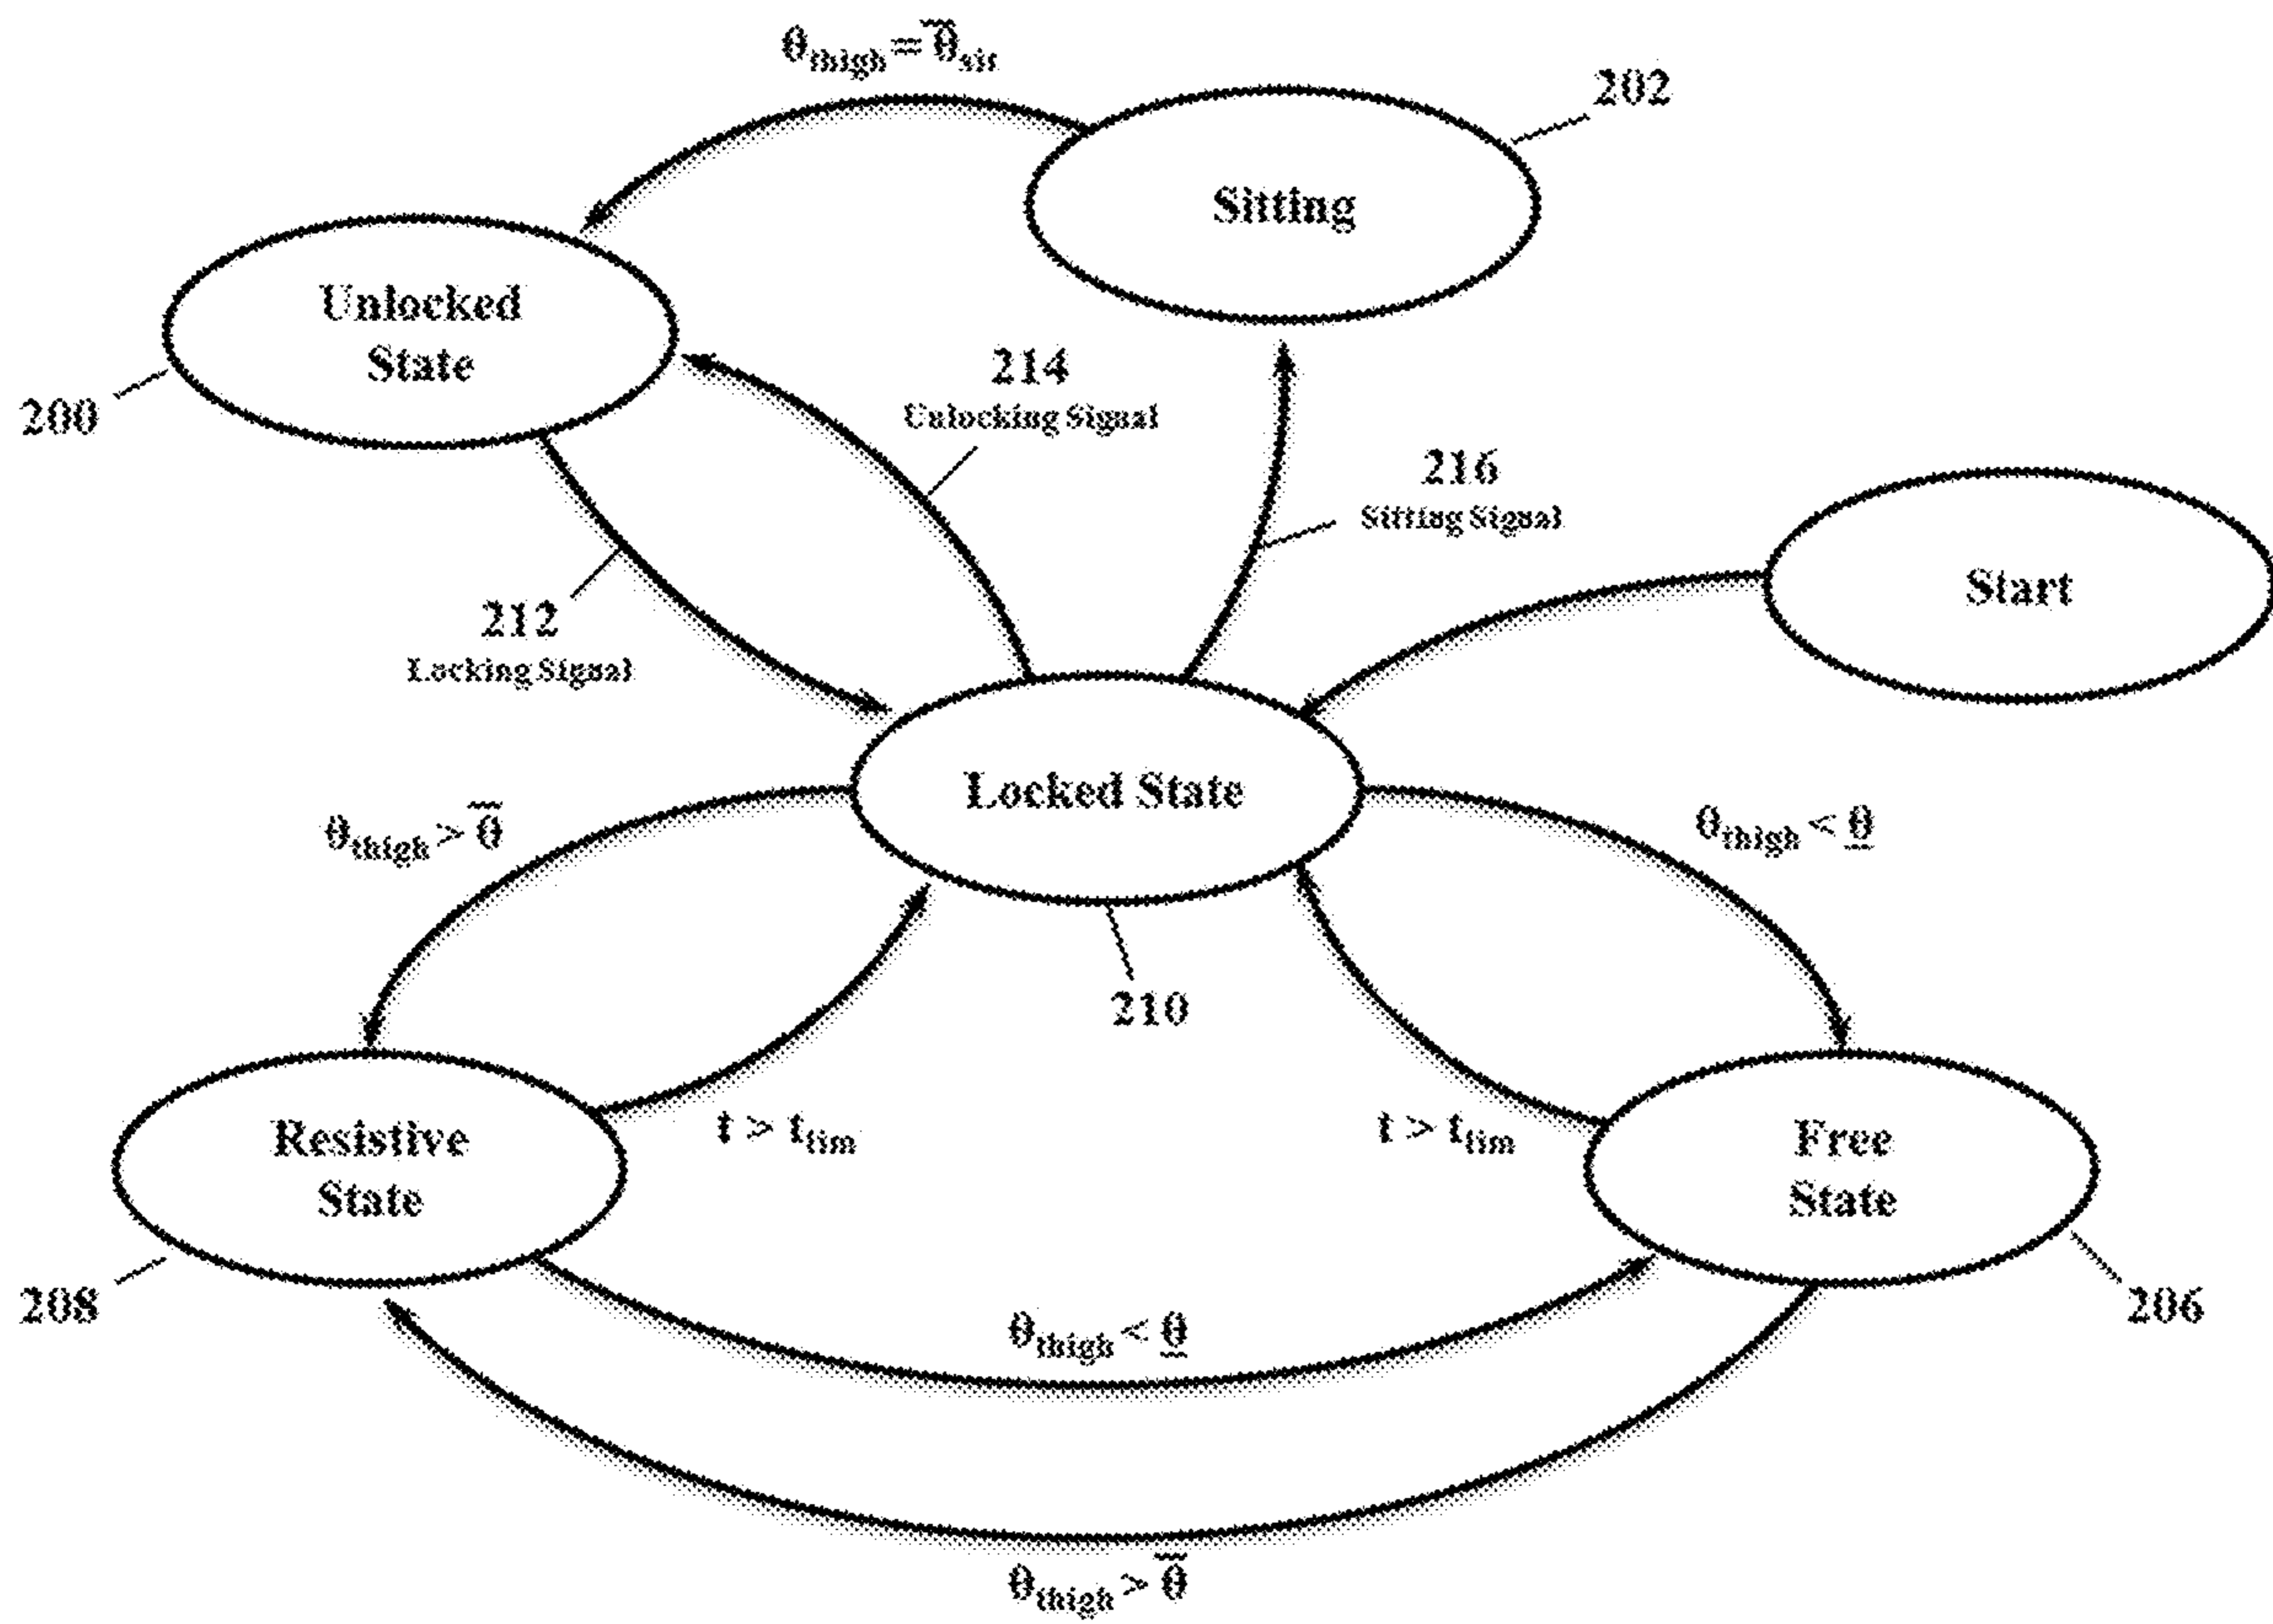 θthigh = θ̅sit
202
Sitting
Unlocked
State
200
214
Unlocking Signal
216
Sitting Signal
Start
212
Locking Signal
Locked State
θthigh > θ̅
θthigh < θ̲
210
Resistive
State
t > tlim
t > tlim
Free
State
208
206
θthigh < θ̲
θthigh > θ̅